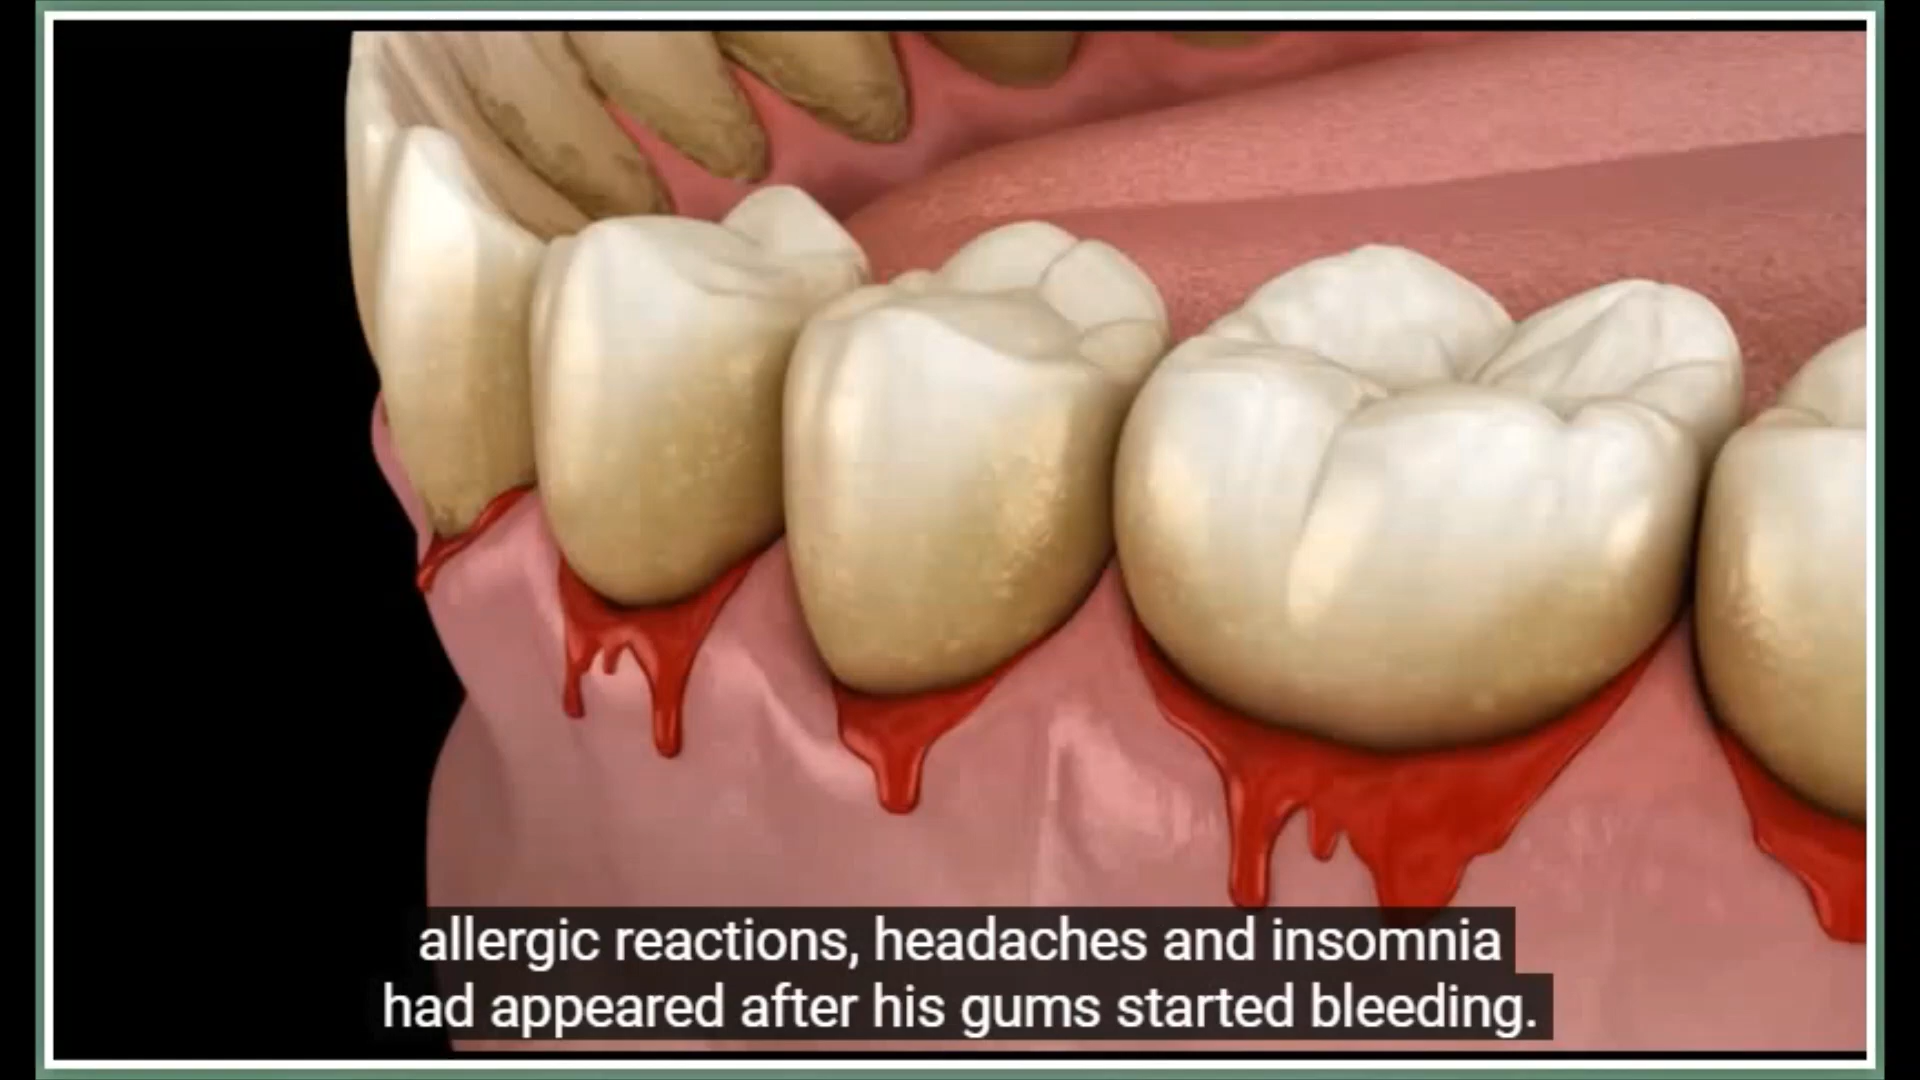 allergic reactions, headaches and insomnia
had appeared after his gums started bleeding.